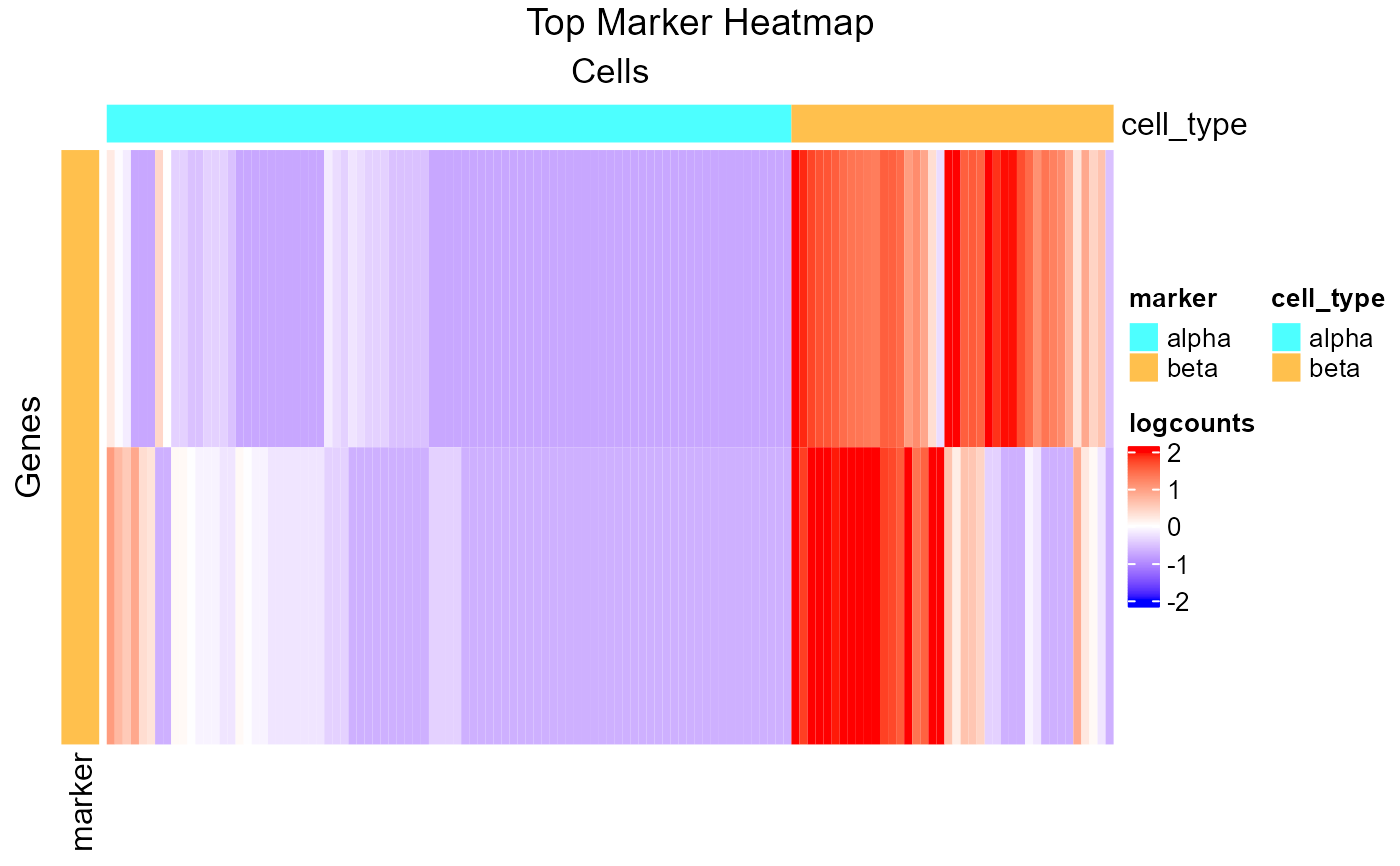 Top Marker Heatmap
Cells
cell_type
Genes
marker
marker
alpha
beta
cell_type
alpha
beta
logcounts
2
1
0
-1
-2